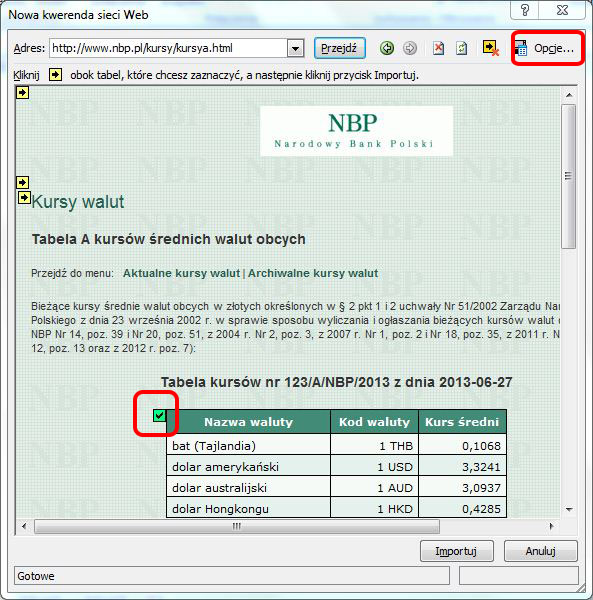 Nowa kwerenda sieci Web
Adres: http://www.nbp.pl/kursy/kursya.html Przejdź Opcje...
Kliknij obok tabel, które chcesz zaznaczyć, a następnie kliknij przycisk Importuj.
NBP
Narodowy Bank Polski
Kursy walut
Tabela A kursów średnich walut obcych
Przejdź do menu: Aktualne kursy walut | Archiwalne kursy walut
Bieżące kursy średnie walut obcych w złotych określonych w § 2 pkt 1 i 2 uchwały Nr 51/2002 Zarządu Nar
Polskiego z dnia 23 września 2002 r. w sprawie sposobu wyliczania i ogłaszania bieżących kursów walut
NBP Nr 14, poz. 39 i Nr 20, poz. 51, z 2004 r. Nr 2, poz. 3, z 2007 r. Nr 1, poz. 2 i Nr 18, poz. 35, z 2011 r. N
12, poz. 13 oraz z 2012 r. poz. 7):
Tabela kursów nr 123/A/NBP/2013 z dnia 2013-06-27
Nazwa waluty Kod waluty Kurs średni
bat (Tajlandia) 1 THB 0,1068
dolar amerykański 1 USD 3,3241
dolar australijski 1 AUD 3,0937
dolar Hongkongu 1 HKD 0,4285
Importuj Anuluj
Gotowe